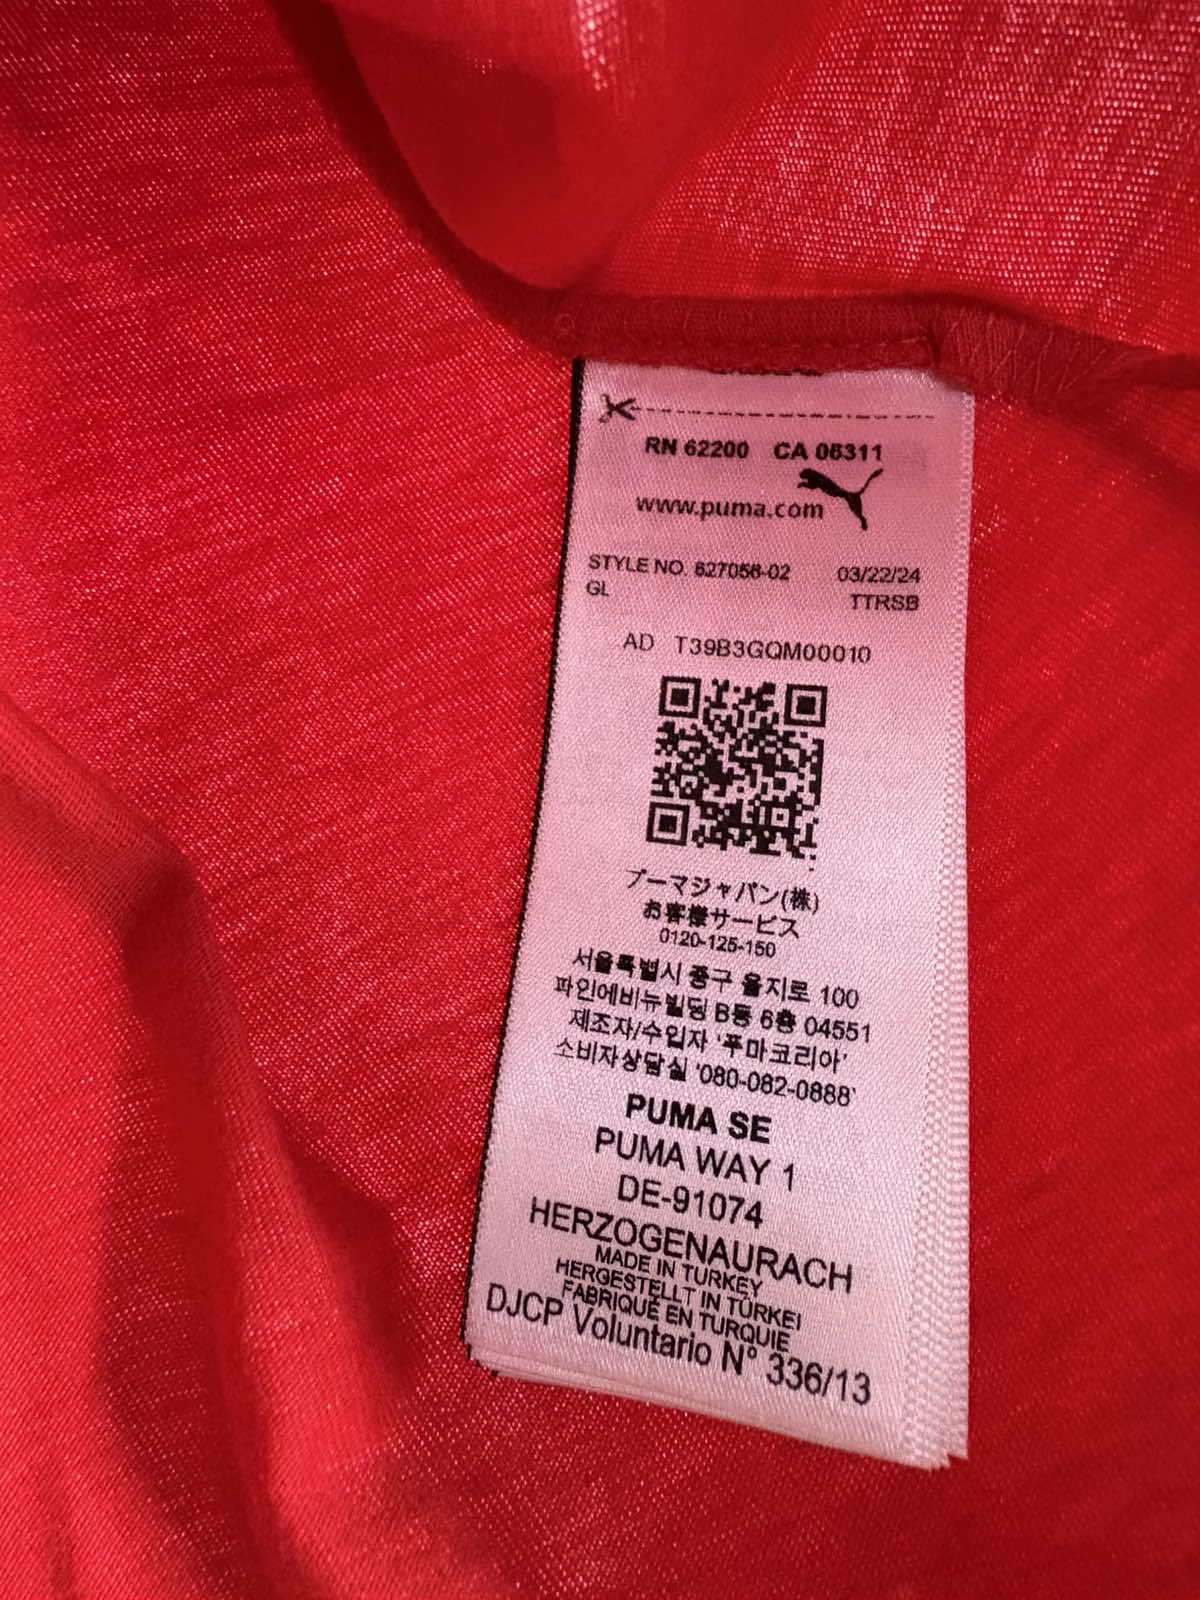 RN 62200 CA 05311
www.puma.com
STYLE NO. 627056-02 03/22/24
GL TTRSB
AD T39B3GQM00010
プーマジャパン(株)
お客様サービス
0120-125-150
서울특별시 중구 을지로 100
파인에비뉴빌딩 B동 6층 04551
제조자/수입자 '푸마코리아'
소비자상담실 '080-082-0888'
PUMA SE
PUMA WAY 1
DE-91074
HERZOGENAURACH
MADE IN TURKEY
HERGESTELLT IN TÜRKEI
FABRIQUÉ EN TURQUIE
DJCP Voluntario N° 336/13